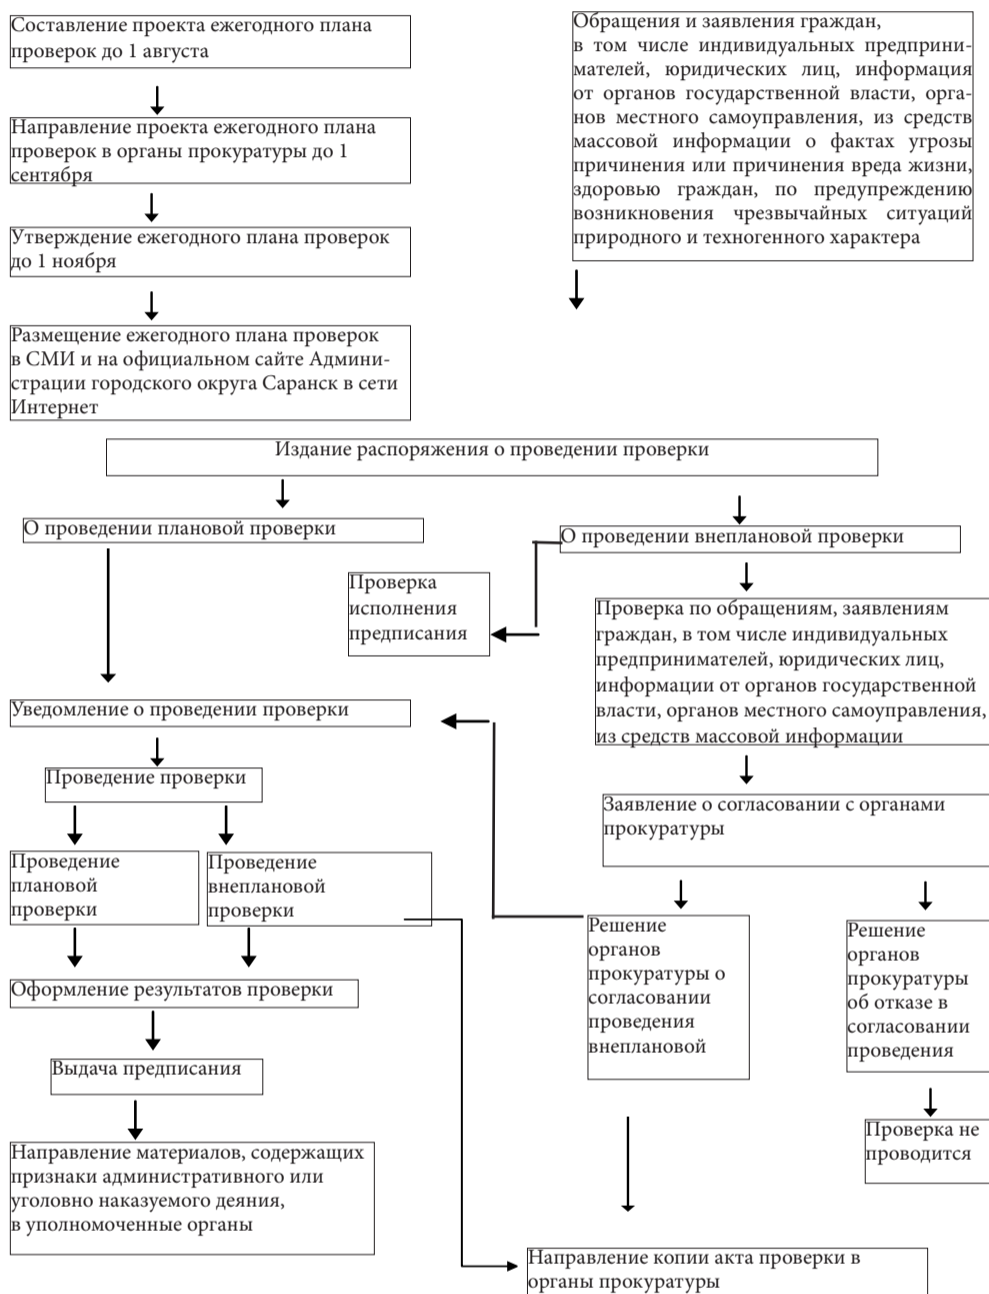 Составление проекта ежегодного плана
проверок до 1 августа
Обращения и заявления граждан,
в том числе индивидуальных предприни-
мателей, юридических лиц, информация
от органов государственной власти, орга-
нов местного самоуправления, из средств
массовой информации о фактах угрозы
причинения или причинения вреда жизни,
здоровью граждан, по предупреждению
возникновения чрезвычайных ситуаций
природного и техногенного характера
Направление проекта ежегодного плана
проверок в органы прокуратуры до 1
сентября
Утверждение ежегодного плана проверок
до 1 ноября
Размещение ежегодного плана проверок
в СМИ и на официальном сайте Админи-
страции городского округа Саранск в сети
Интернет
Издание распоряжения о проведении проверки
О проведении плановой проверки
О проведении внеплановой проверки
Проверка
исполнения
предписания
Проверка по обращениям, заявлениям
граждан, в том числе индивидуальных
предпринимателей, юридических лиц,
информации от органов государственной
власти, органов местного самоуправления,
из средств массовой информации
Уведомление о проведении проверки
Проведение проверки
Заявление о согласовании с органами
прокуратуры
Проведение
плановой
проверки
Проведение
внеплановой
проверки
Решение
органов
прокуратуры о
согласовании
проведения
внеплановой
Решение
органов
прокуратуры
об отказе в
согласовании
проведения
Оформление результатов проверки
Выдача предписания
Проверка не
проводится
Направление материалов, содержащих
признаки административного или
уголовно наказуемого деяния,
в уполномоченные органы
Направление копии акта проверки в
органы прокуратуры